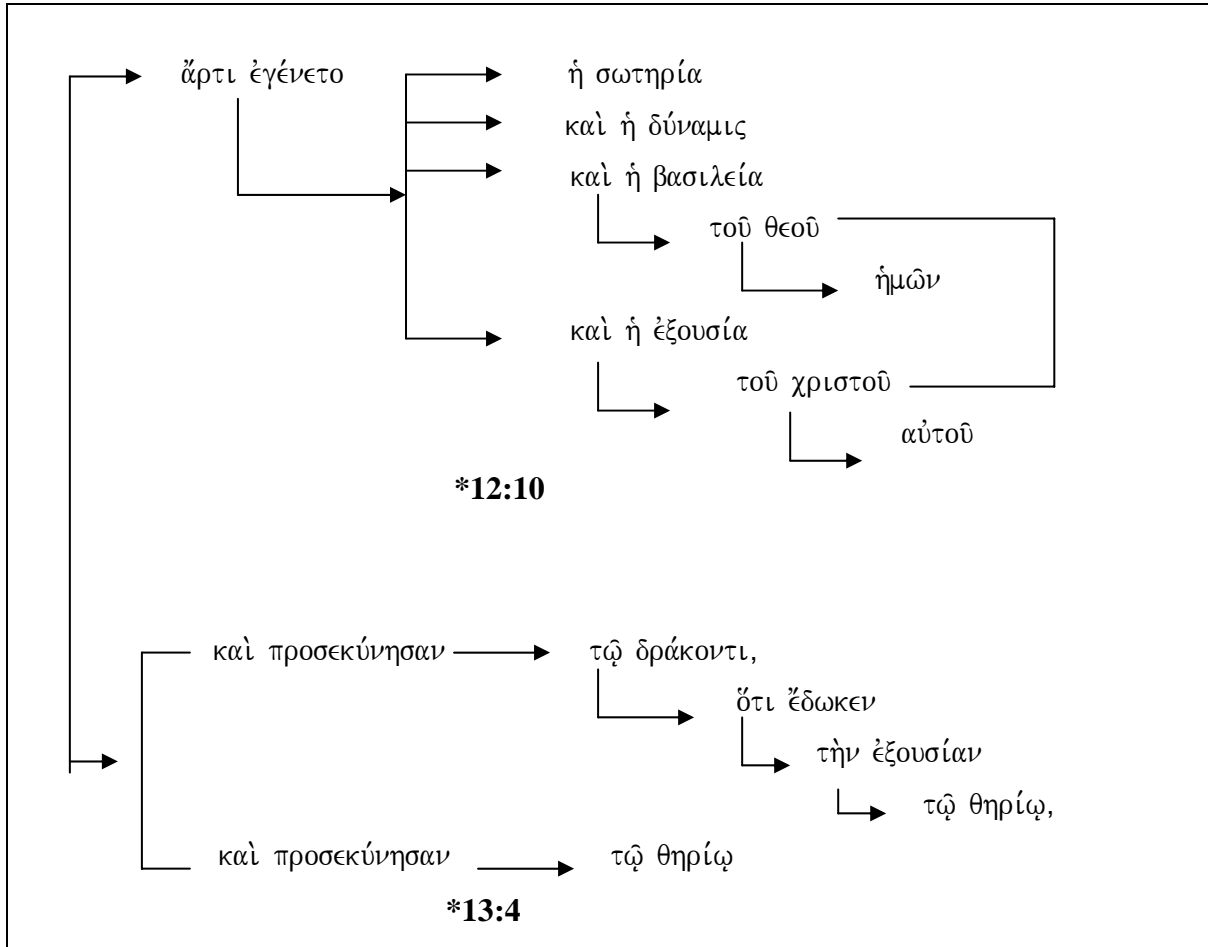 ἄρτι ἐγένετο ἡ σωτηρία
καὶ ἡ δύναμις
καὶ ἡ βασιλεία
τοῦ θεοῦ
ἡμῶν
καὶ ἡ ἐξουσία
τοῦ χριστοῦ
αὐτοῦ
*12:10
καὶ προσεκύνησαν τῷ δράκοντι,
ὅτι ἔδωκεν
τὴν ἐξουσίαν
τῷ θηρίῳ,
καὶ προσεκύνησαν τῷ θηρίῳ
*13:4